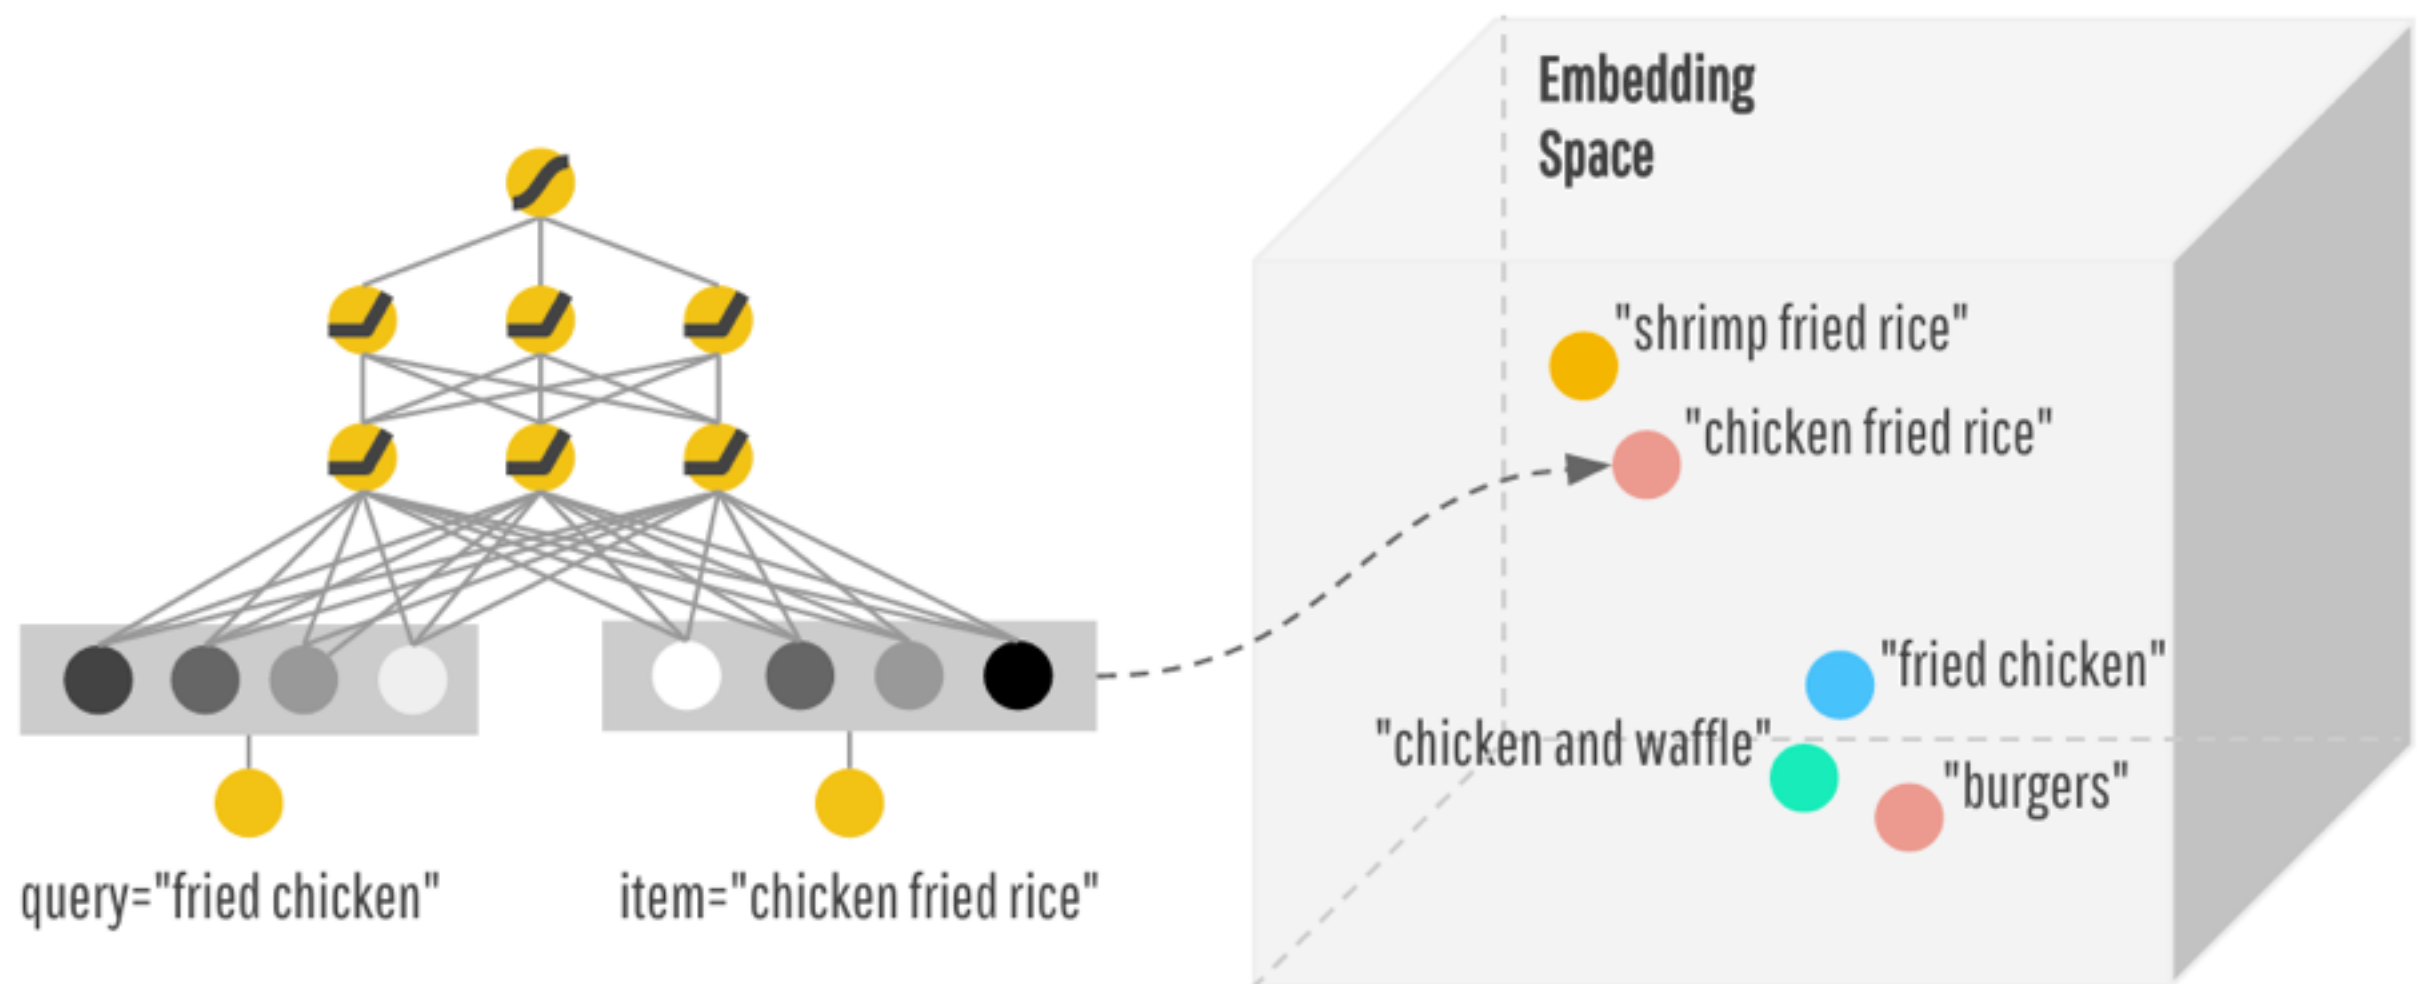 Embedding
Space
"shrimp fried rice"
"chicken fried rice"
"fried chicken"
"chicken and waffle"
"burgers"
query="fried chicken"
item="chicken fried rice"